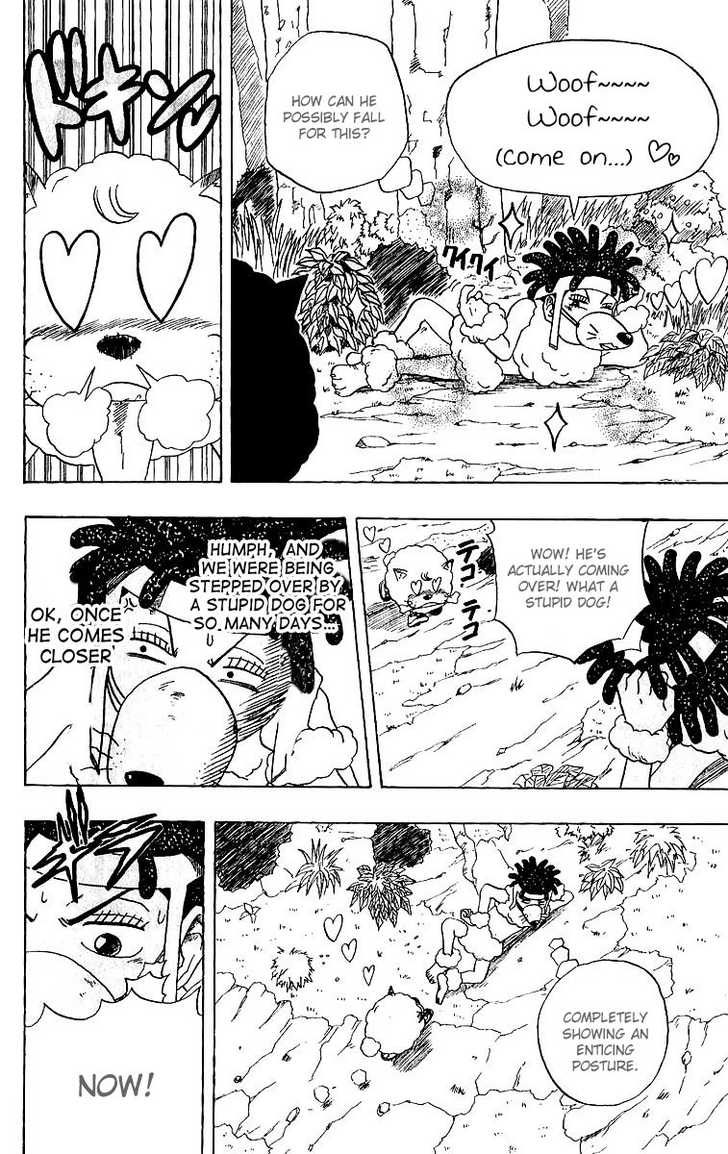 Woof~~~~
Woof~~~~
(come on...) ♡♡
HOW CAN HE
POSSIBLY FALL
FOR THIS?
クイクイ
ドキン♡
WOW! HE'S
ACTUALLY COMING
OVER! WHAT A
STUPID DOG!
テコ
テコ
HUMPH, AND
WE WERE BEING
STEPPED OVER BY
A STUPID DOG FOR
SO MANY DAYS...
OK, ONCE
HE COMES
CLOSER
COMPLETELY
SHOWING AN
ENTICING
POSTURE.
NOW!